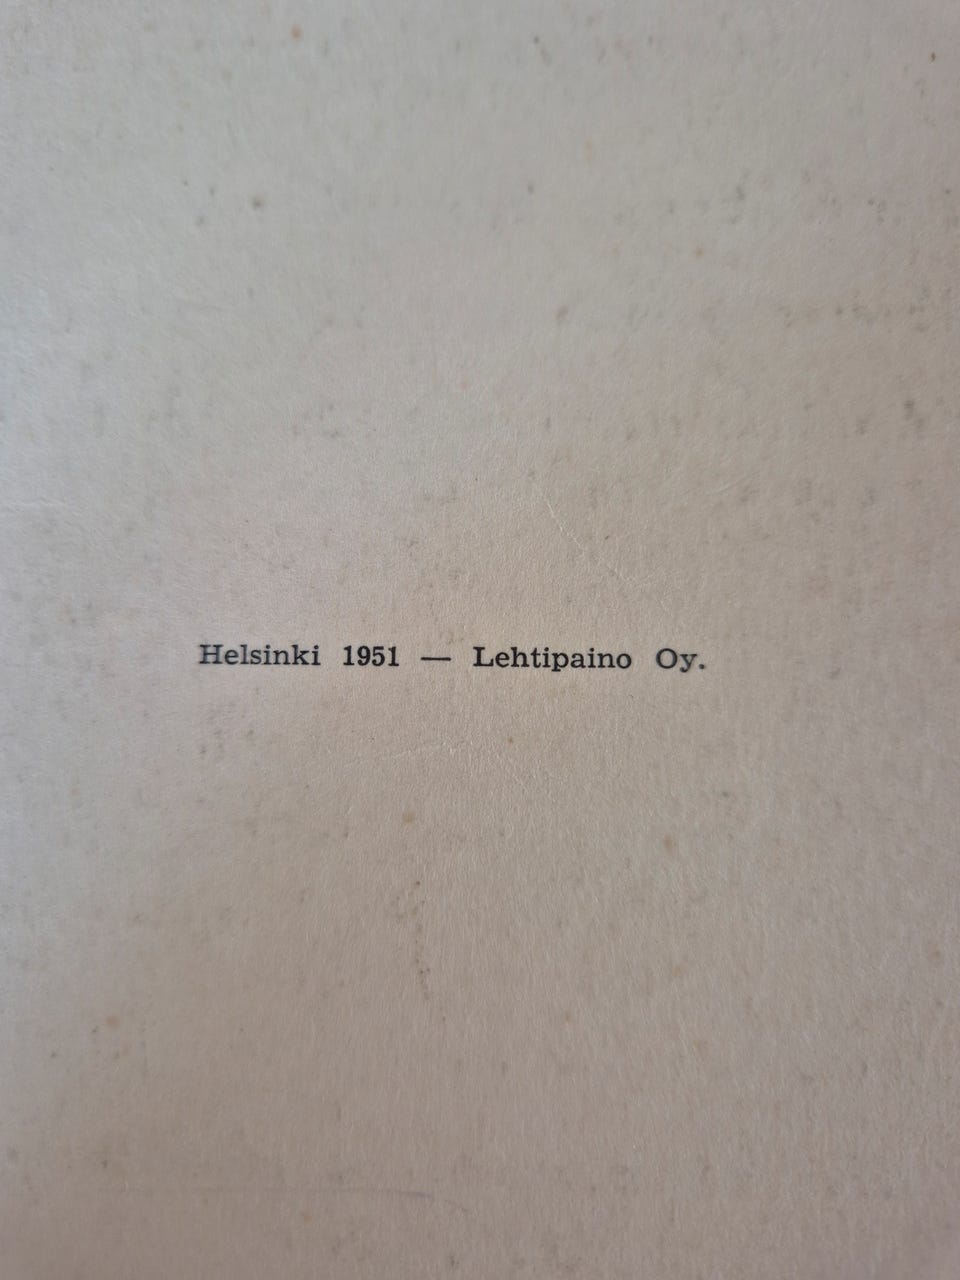 Helsinki 1951 — Lehtipaino Oy.